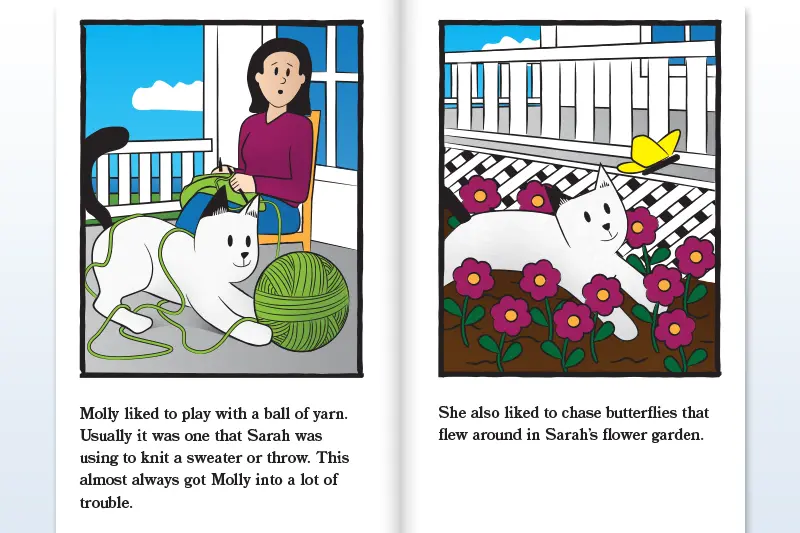 Molly liked to play with a ball of yarn.
Usually it was one that Sarah was
using to knit a sweater or throw. This
almost always got Molly into a lot of
trouble.
She also liked to chase butterflies that
flew around in Sarah's flower garden.